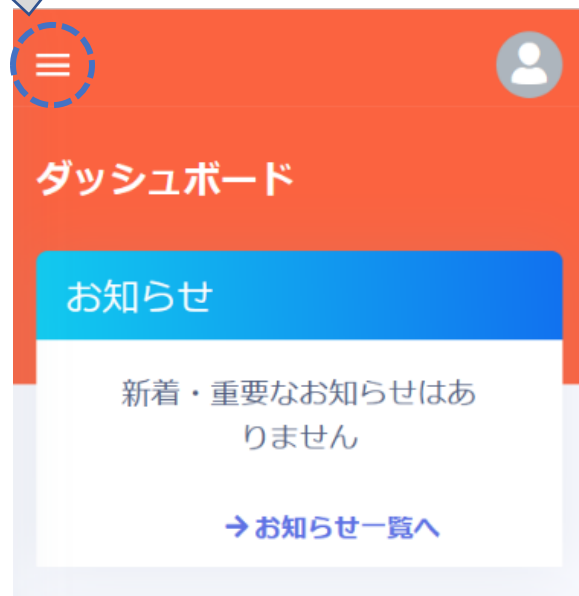 ダッシュボード
お知らせ
新着・重要なお知らせはあ
りません
→お知らせ一覧へ